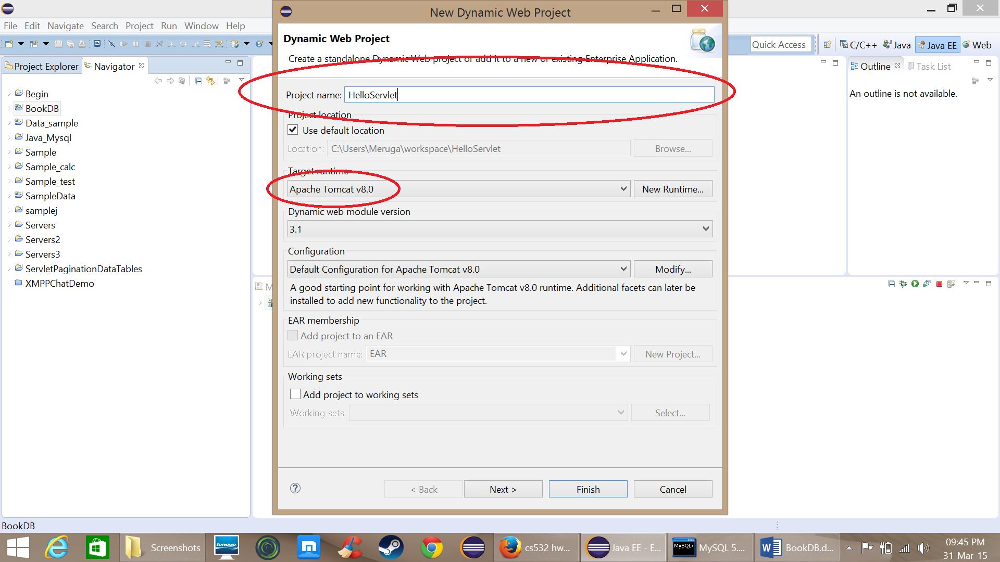 New Dynamic Web Project
File Edit Navigate Search Project Run Window Help
Quick Access
C/C++ Java Java EE Web
Project Explorer Navigator
Begin
BookDB
Data_sample
Java_Mysql
Sample
Sample_calc
Sample_test
SampleData
samplej
Servers
Servers2
Servers3
ServletPaginationDataTables
XMPPChatDemo
Dynamic Web Project
Create a standalone Dynamic Web project or add it to a new or existing Enterprise Application.
Project name: HelloServlet
Project location
Use default location
Location: C:\Users\Meruga\workspace\HelloServlet Browse...
Target runtime
Apache Tomcat v8.0 New Runtime...
Dynamic web module version
3.1
Configuration
Default Configuration for Apache Tomcat v8.0 Modify...
A good starting point for working with Apache Tomcat v8.0 runtime. Additional facets can later be
installed to add new functionality to the project.
EAR membership
Add project to an EAR
EAR project name: EAR New Project...
Working sets
Add project to working sets
Working sets: Select...
< Back Next > Finish Cancel
Outline Task List
An outline is not available.
M
BookDB
Screenshots lenovo m cs532 hw... Java EE - E... MySQL> MySQL 5.... W BookDB.d...
09:45 PM
31-Mar-15